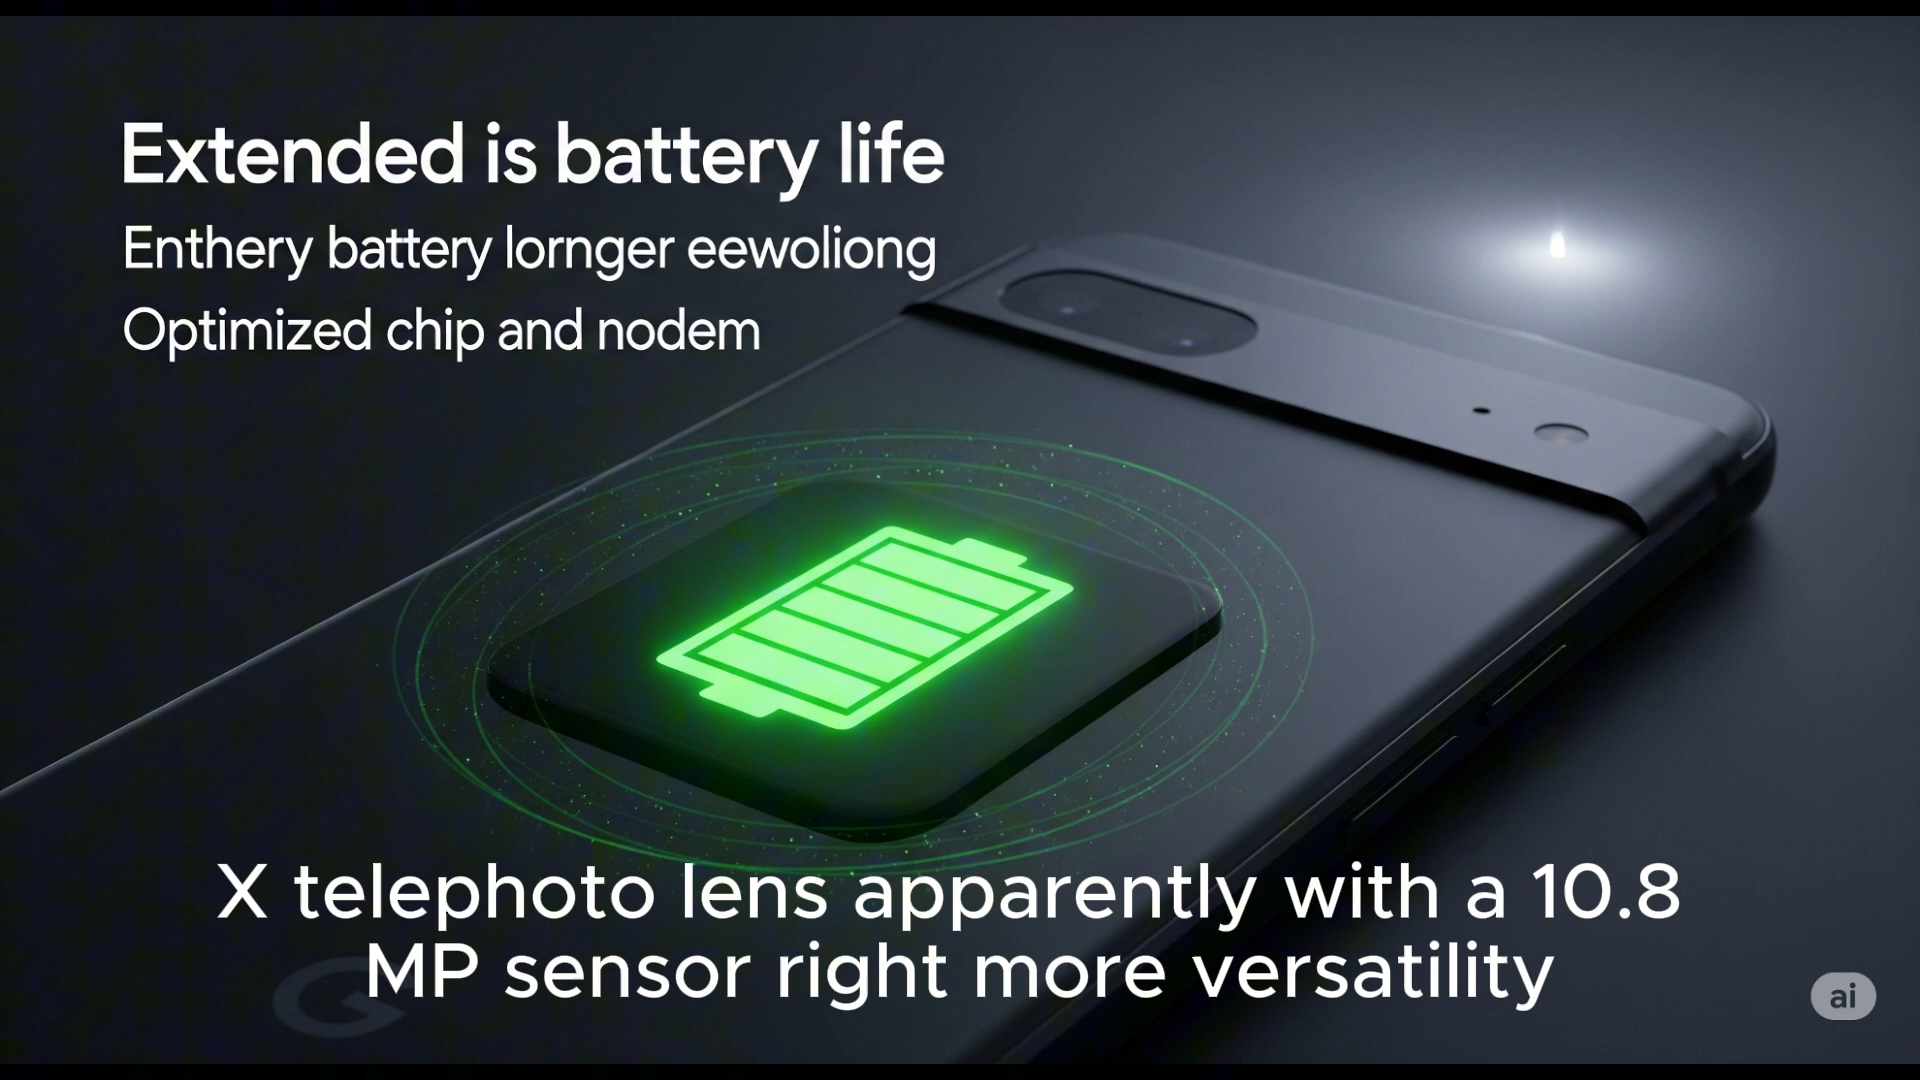 Extended is battery life
Enthery battery lornger eewoliong
Optimized chip and nodem
X telephoto lens apparently with a 10.8
MP sensor right more versatility
G
ai